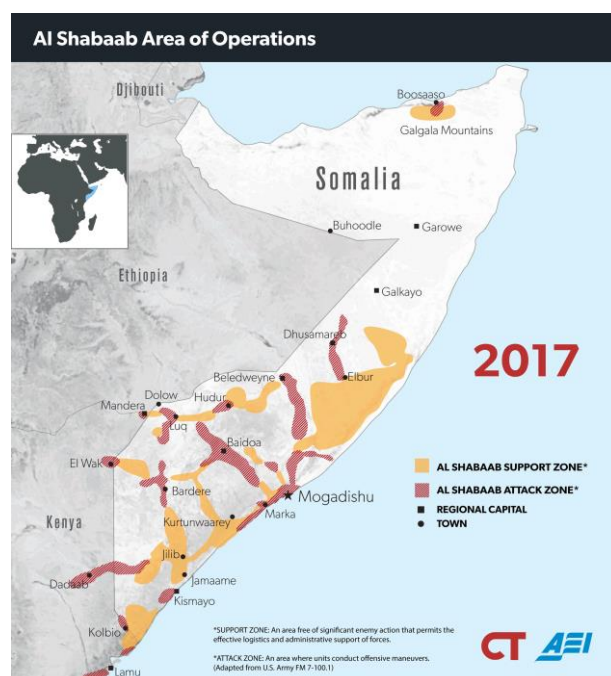 Al Shabaab Area of Operations
Djibouti
Boosaaso
Galgala Mountains
Somalia
Buhoodle
Garowe
Ethiopia
Galkayo
Dhusamareb
2017
Beledweyne
Elbur
Dolow
Hudur
Mandera
Luq
Baidoa
El Wak
AL SHABAAB SUPPORT ZONE*
AL SHABAAB ATTACK ZONE*
REGIONAL CAPITAL
TOWN
Bardere
Mogadishu
Marka
Kurtunwaarey
Kenya
Jilib
Dadaab
Jamaame
Kismayo
Kolbio
*SUPPORT ZONE: An area free of significant enemy action that permits the
effective logistics and administrative support of forces.
CT AEI
*ATTACK ZONE: An area where units conduct offensive maneuvers.
(Adapted from U.S. Army FM 7-100.1)
Lamu